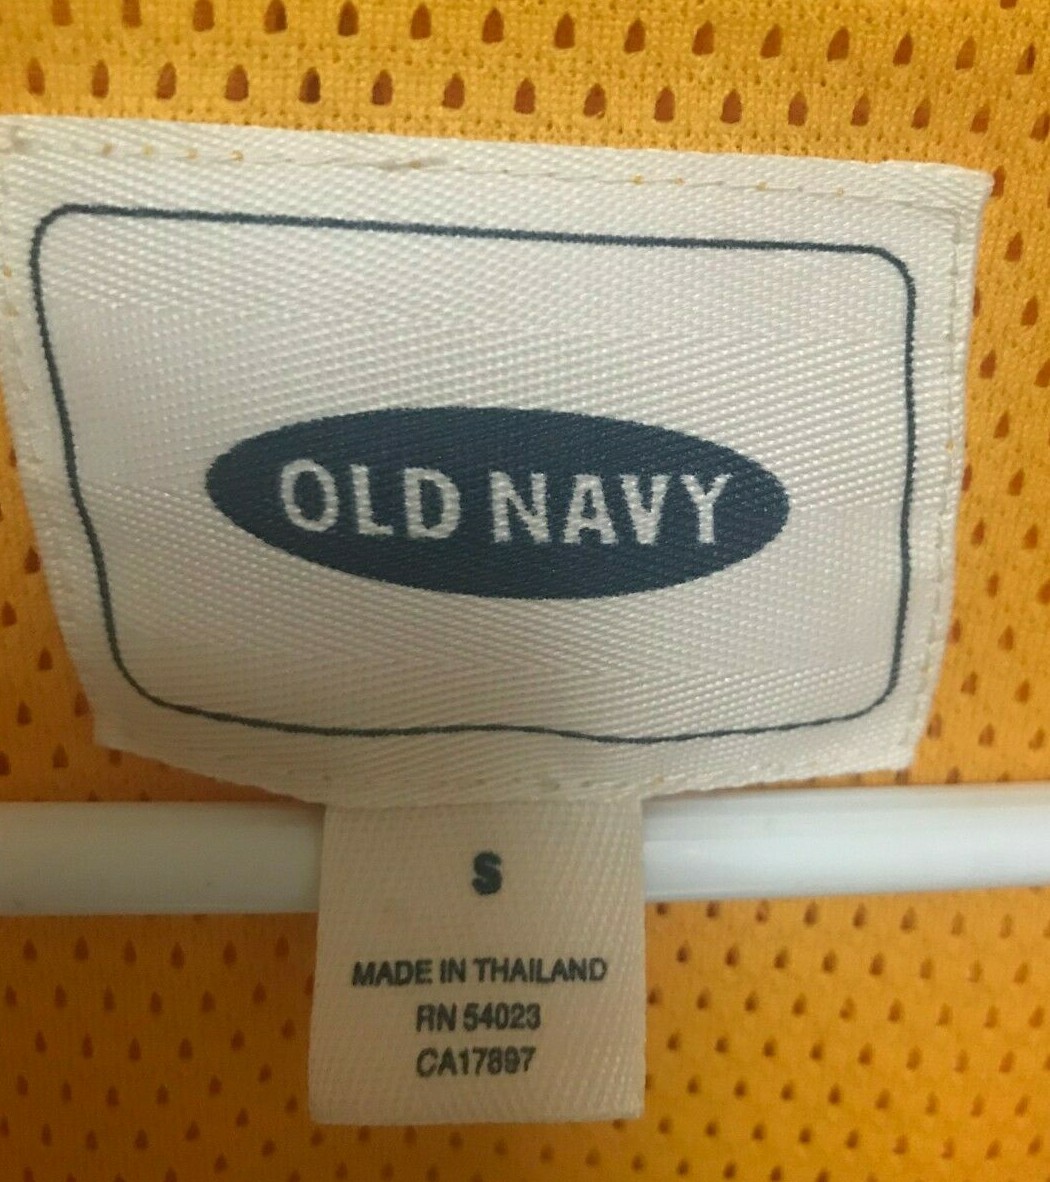 OLD NAVY
S
MADE IN THAILAND
RN 54023
CA17897